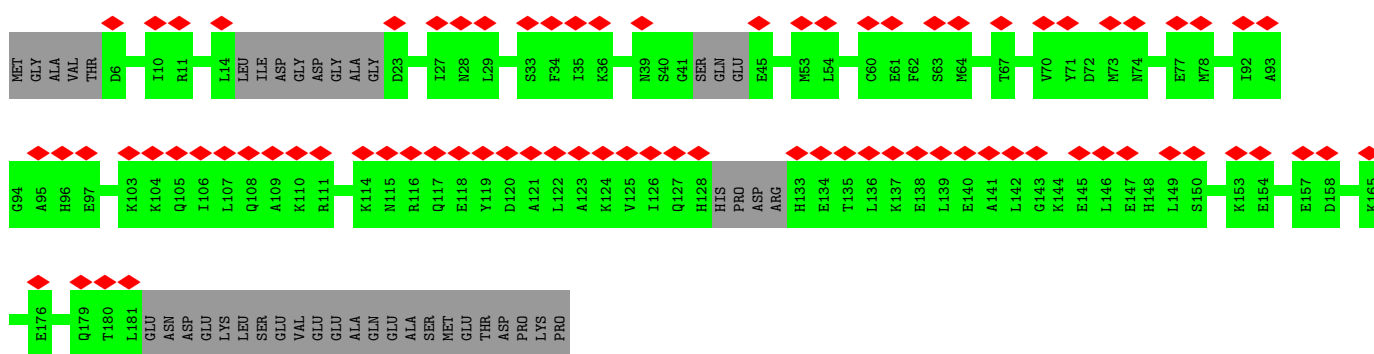 MET GLY ALA VAL THR D6 I10 R11 L14 LEU ILE ASP GLY ASP GLY ALA GLY D23 I27 N28 L29 S33 F34 I35 K36 N39 S40 G41 SER GLN GLU E45 M53 L54 C60 E61 F62 S63 M64 T67 V70 Y71 D72 M73 N74 E77 M78 I92 A93
G94 A95 H96 E97 K103 K104 Q105 I106 L107 Q108 A109 K110 R111 K114 N115 R116 Q117 E118 Y119 D120 A121 L122 A123 K124 V125 I126 Q127 H128 HIS PRO ASP ARG H133 E134 T135 L136 K137 E138 L139 E140 A141 L142 G143 K144 E145 L146 E147 H148 L149 S150 K153 E154 E157 D158 K165
E176 Q179 T180 L181 GLU ASN ASP GLU LYS LEU SER GLU VAL GLU GLU ALA GLN GLU ALA SER MET GLU THR ASP PRO LYS PRO